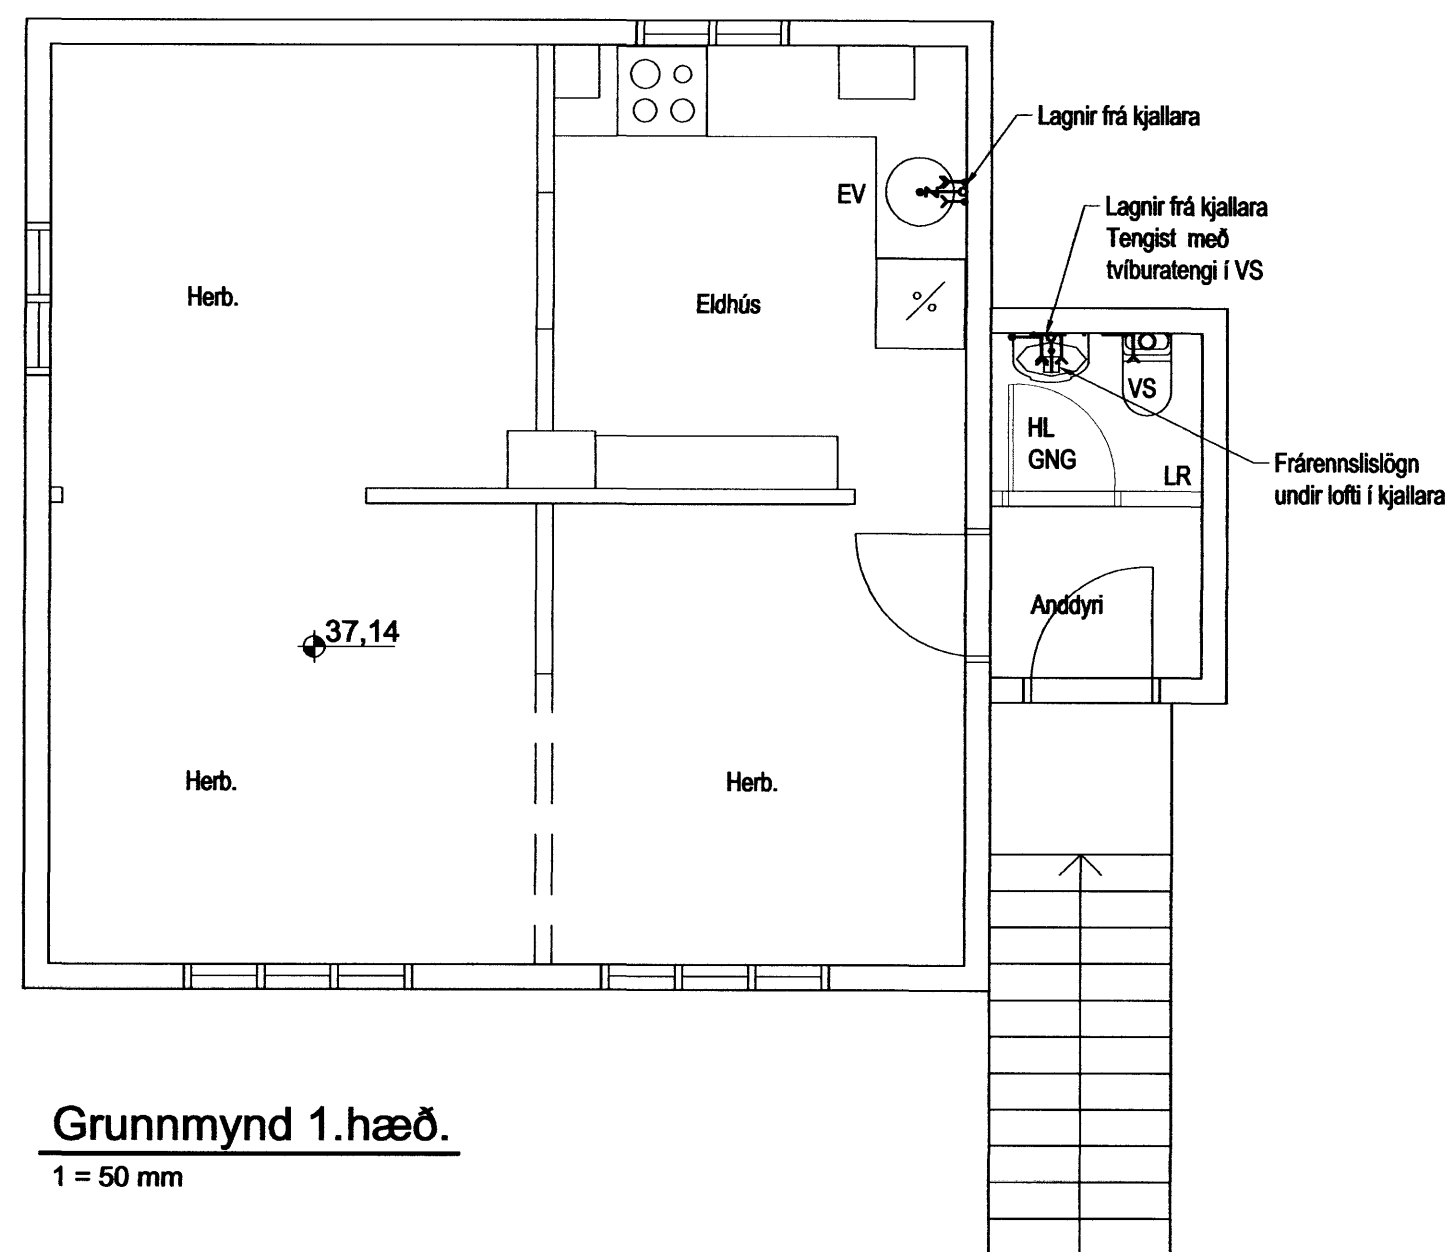 Lagnir frá kjallara
EV
Lagnir frá kjallara
Tengist með
tvíburatengi í VS
Herb.
Eldhús
VS
HL
GNG
LR
Frárennslislögn
undir lofti í kjallara
Anddyri
37,14
Herb.
Herb.
Grunnmynd 1.hæð.
1 = 50 mm